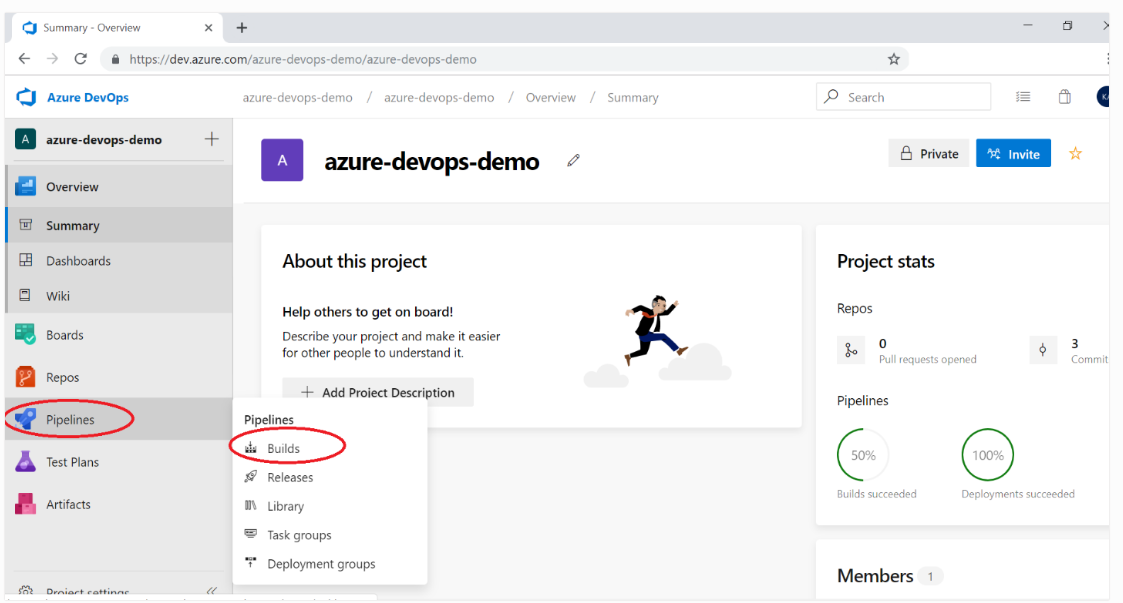 Summary - Overview
https://dev.azure.com/azure-devops-demo/azure-devops-demo
Azure DevOps
azure-devops-demo / azure-devops-demo / Overview / Summary
Search
A azure-devops-demo
Overview
Summary
Dashboards
Wiki
Boards
Repos
Pipelines
Test Plans
Artifacts
Project settings
A azure-devops-demo
Private
Invite
About this project
Help others to get on board!
Describe your project and make it easier
for other people to understand it.
+ Add Project Description
Pipelines
Builds
Releases
Library
Task groups
Deployment groups
Project stats
Repos
0
Pull requests opened
3
Commit
Pipelines
50%
Builds succeeded
100%
Deployments succeeded
Members 1